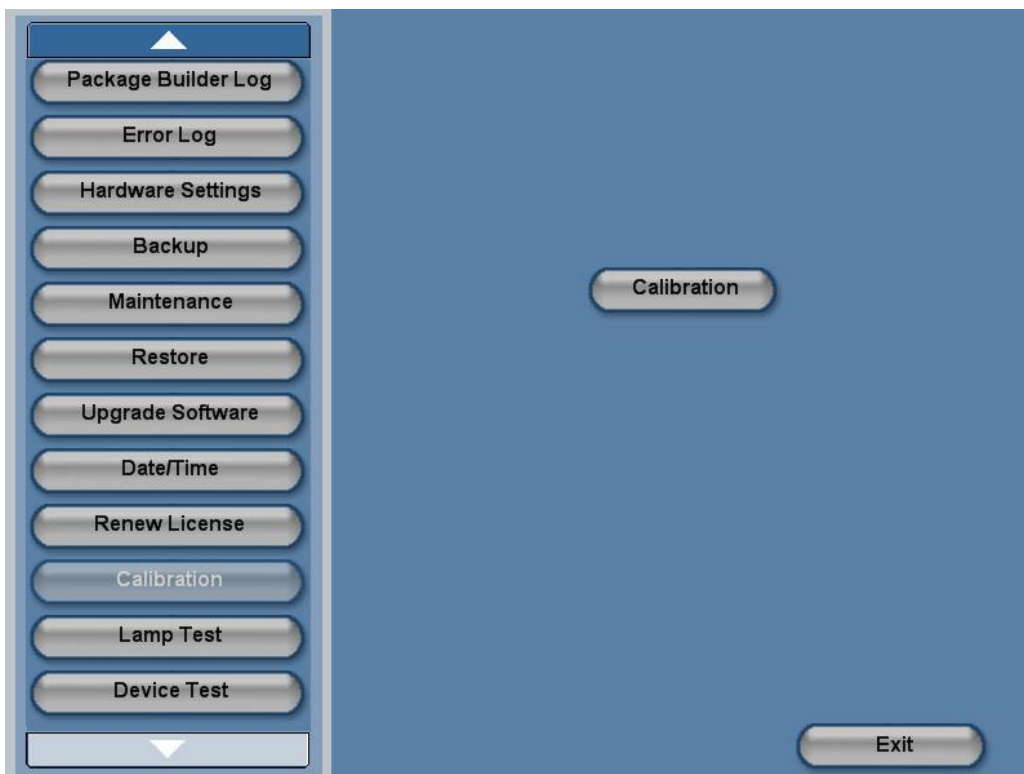 Package Builder Log
Error Log
Hardware Settings
Backup
Maintenance
Restore
Upgrade Software
Date/Time
Renew License
Calibration
Lamp Test
Device Test
Calibration
Exit